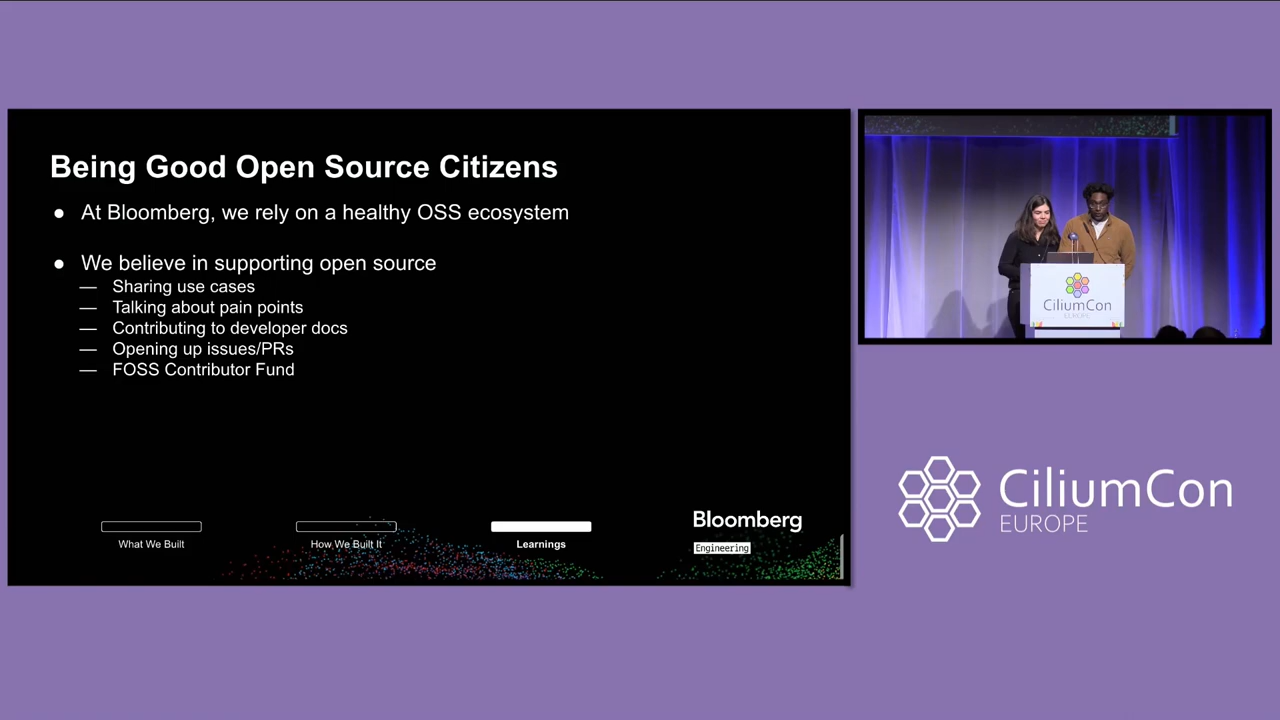 Being Good Open Source Citizens
● At Bloomberg, we rely on a healthy OSS ecosystem
● We believe in supporting open source
— Sharing use cases
— Talking about pain points
— Contributing to developer docs
— Opening up issues/PRs
— FOSS Contributor Fund
What We Built
How We Built It
Learnings
Bloomberg
Engineering
CiliumCon
EUROPE
CiliumCon
EUROPE